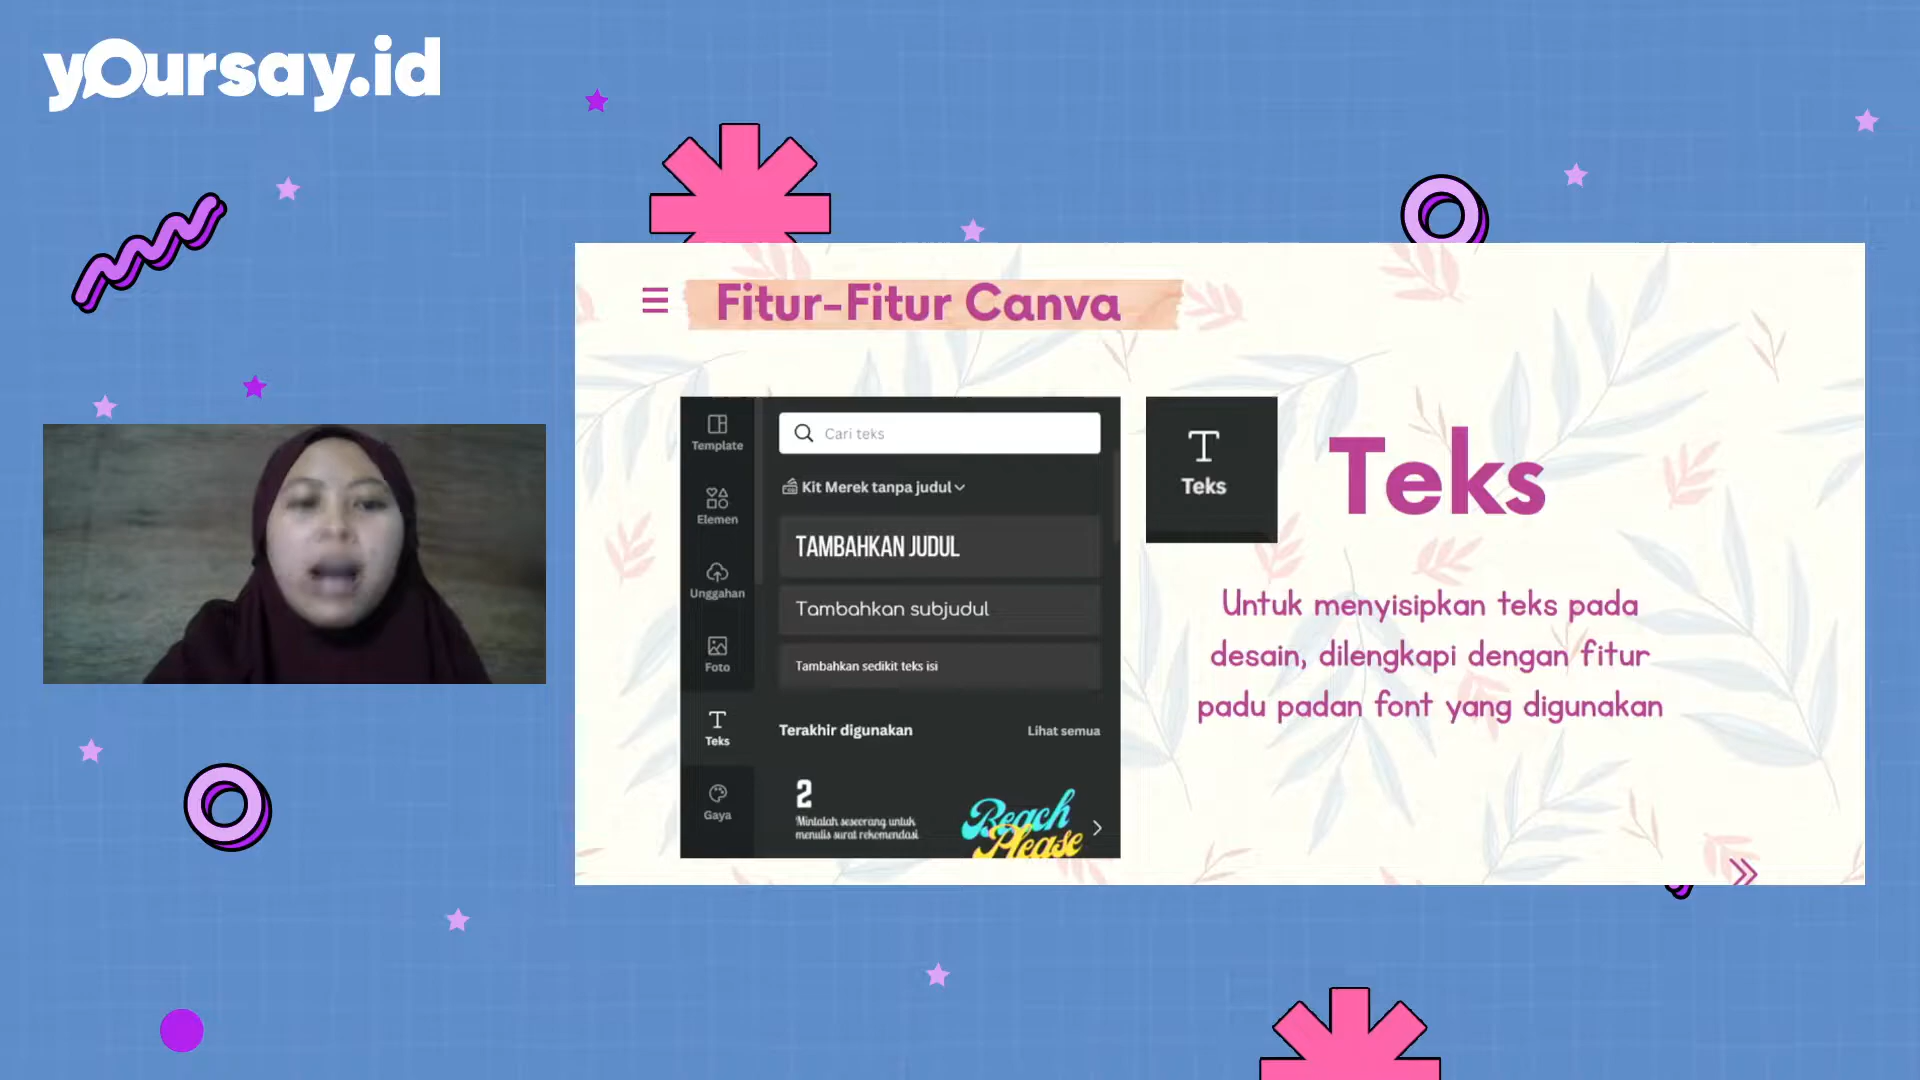 yoursay.id
Fitur-Fitur Canva
Template
Elemen
Unggahan
Foto
Teks
Gaya
Cari teks
Kit Merek tanpa judul
TAMBAHKAN JUDUL
Tambahkan subjudul
Tambahkan sedikit teks isi
Terakhir digunakan
Lihat semua
2
Mintalah seseorang untuk
menulis surat rekomendasi
Beach
Please
Teks
Teks
Untuk menyisipkan teks pada
desain, dilengkapi dengan fitur
padu padan font yang digunakan